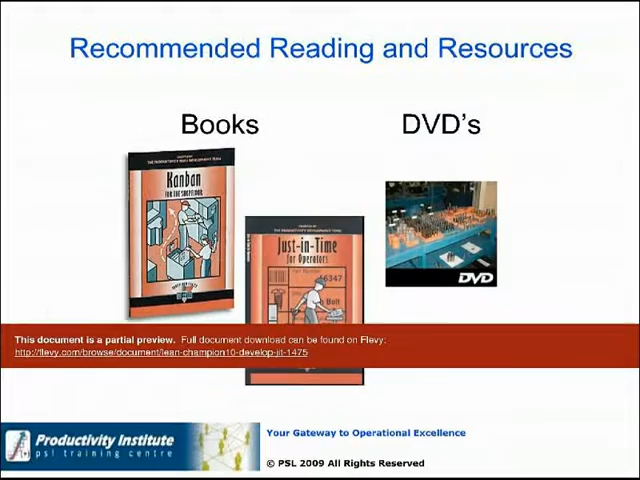 Recommended Reading and Resources
Books
DVD's
Kanban
FOR THE SHOPFLOOR
Just-in-Time
for Operators
46347
Bolt
DVD
This document is a partial preview. Full document download can be found on Flevy:
http://flevy.com/browse/document/lean-champion10-develop-jit-1475
Productivity Institute
psl training centre
Your Gateway to Operational Excellence
© PSL 2009 All Rights Reserved